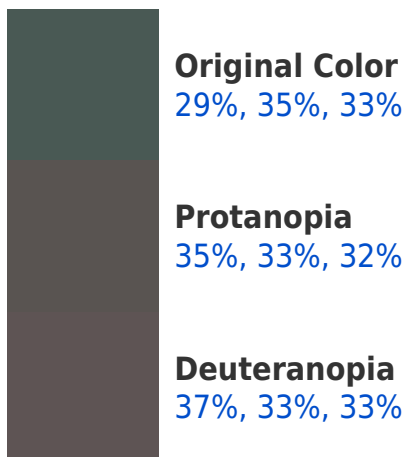 Original Color
29%, 35%, 33%
Protanopia
35%, 33%, 32%
Deuteranopia
37%, 33%, 33%